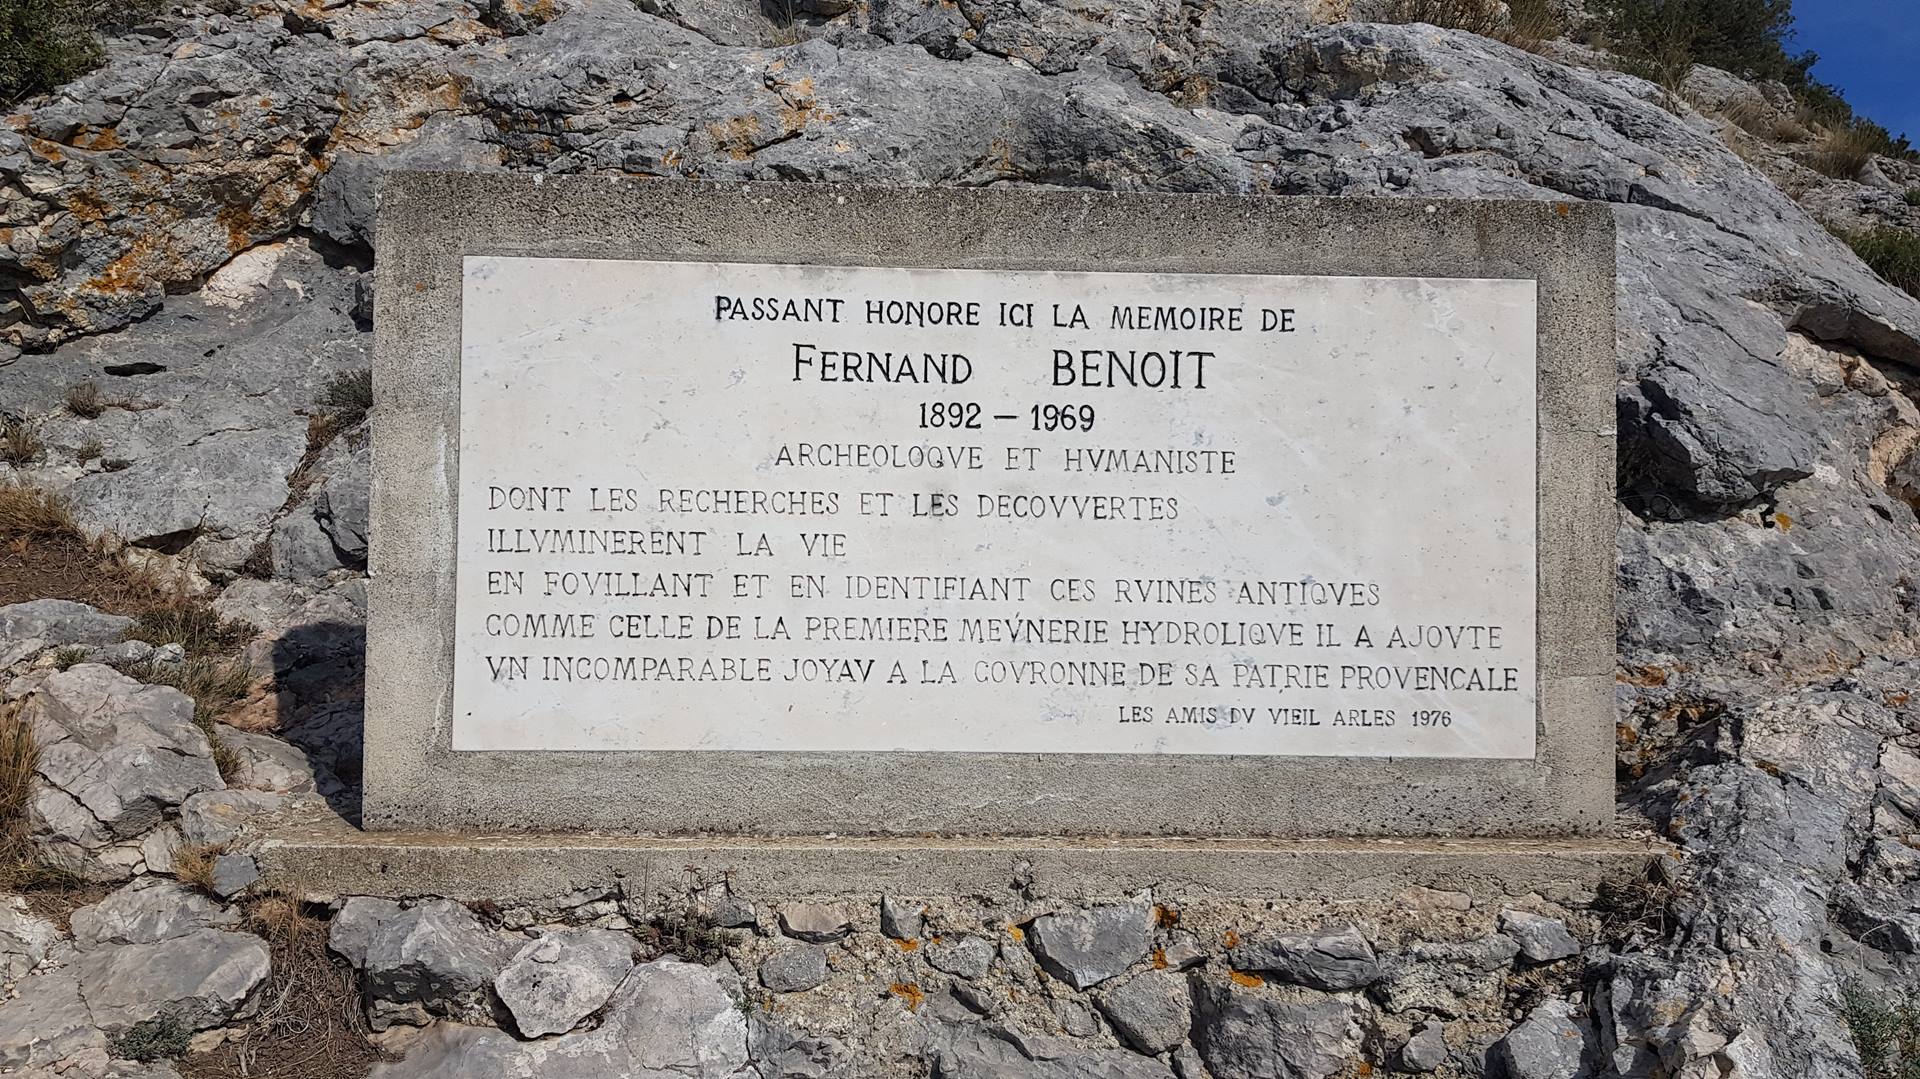 PASSANT HONORE ICI LA MEMOIRE DE
FERNAND BENOIT
1892 – 1969
ARCHEOLOQVE ET HVMANISTE
DONT LES RECHERCHES ET LES DECOVVERTES
ILLVMINERENT LA VIE
EN FOVILLANT ET EN IDENTIFIANT CES RVINES ANTIQVES
COMME CELLE DE LA PREMIERE MEVNERIE HYDROLIQVE IL A AJOVTE
VN INCOMPARABLE JOYAV A LA COVRONNE DE SA PATRIE PROVENCALE
LES AMIS DV VIEIL ARLES 1976